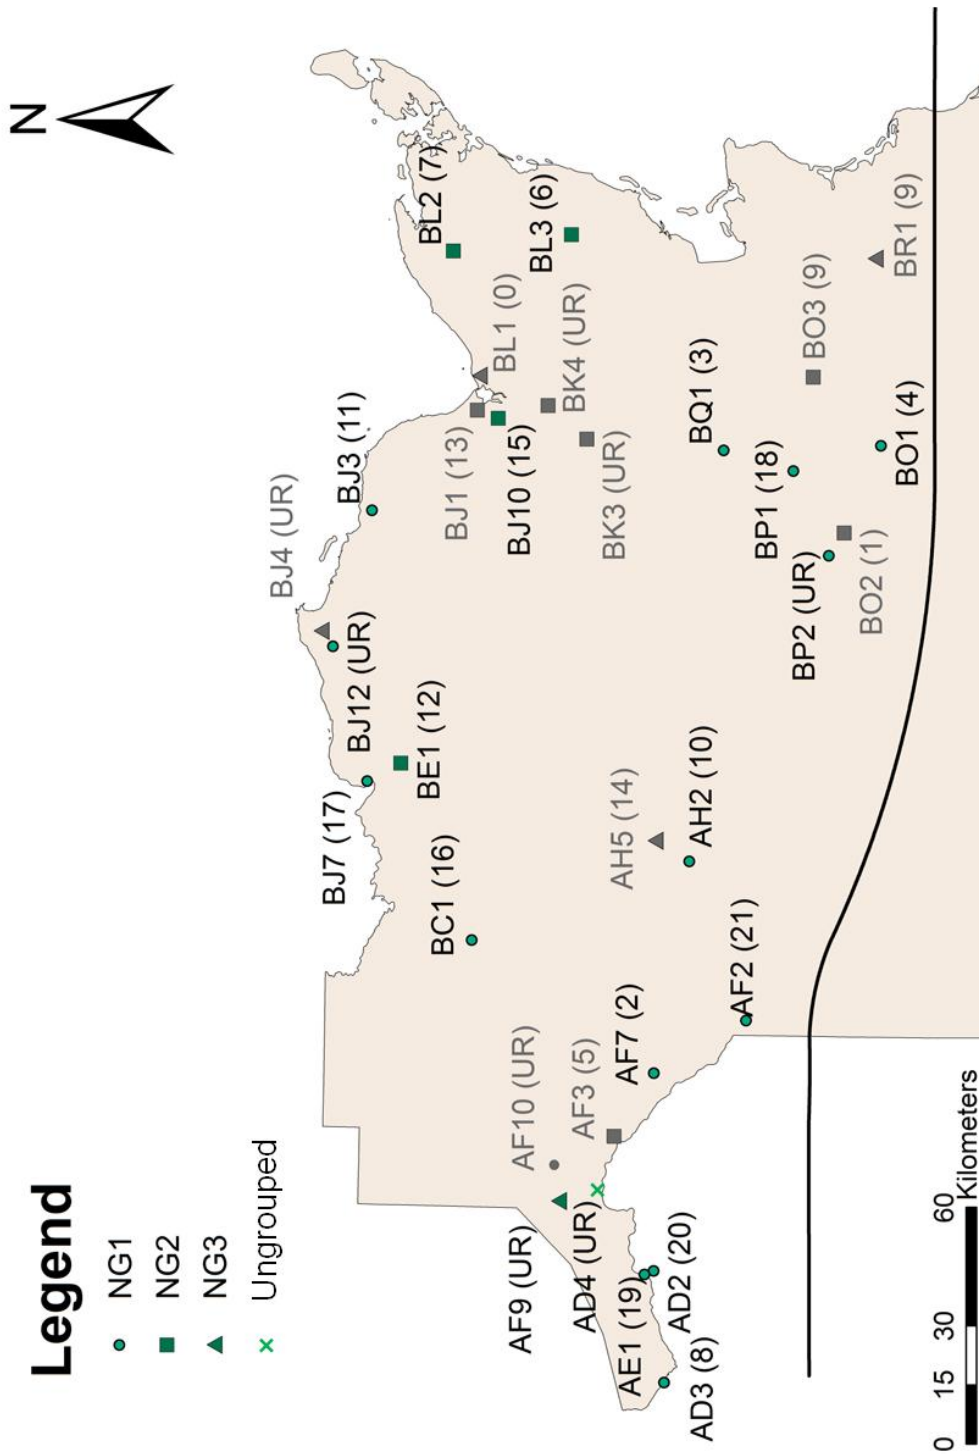 N
Legend
NG1
NG2
NG3
Ungrouped
BJ4 (UR)
BJ3 (11)
BL2 (7)
BJ12 (UR)
BJ7 (17)
BE1 (12)
BJ1 (13)
BJ10 (15)
BL1 (0)
BL3 (6)
BK4 (UR)
BK3 (UR)
BC1 (16)
AH5 (14)
AH2 (10)
BQ1 (3)
BP1 (18)
BO3 (9)
BP2 (UR)
BO2 (1)
BO1 (4)
BR1 (9)
AF10 (UR)
AF3 (5)
AF7 (2)
AF2 (21)
AF9 (UR)
AD4 (UR)
AE1 (19)
AD2 (20)
AD3 (8)
0 15 30 60
Kilometers